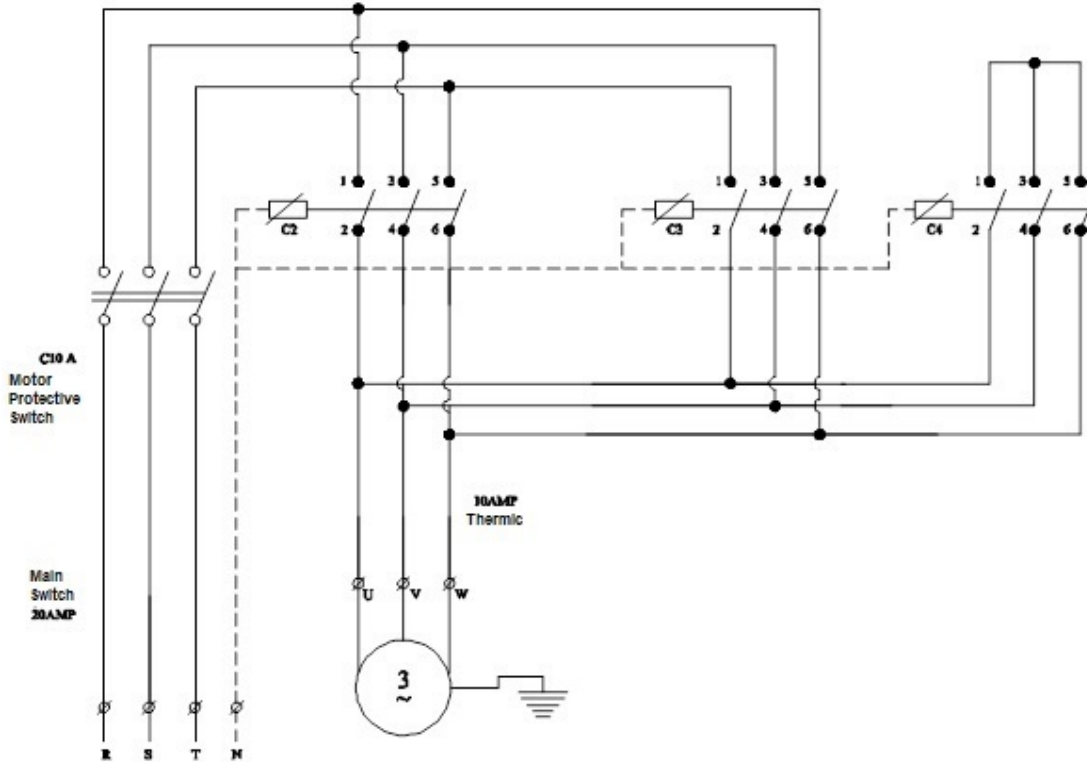 1 3 5 1 3 5 1 3 5
C2 2 4 6 C3 2 4 6 C4 2 4 6
C10 A
Motor
Protective
Switch
10AMP
Thermic
Main
Switch
20AMP
U V W
3
~
R S T N